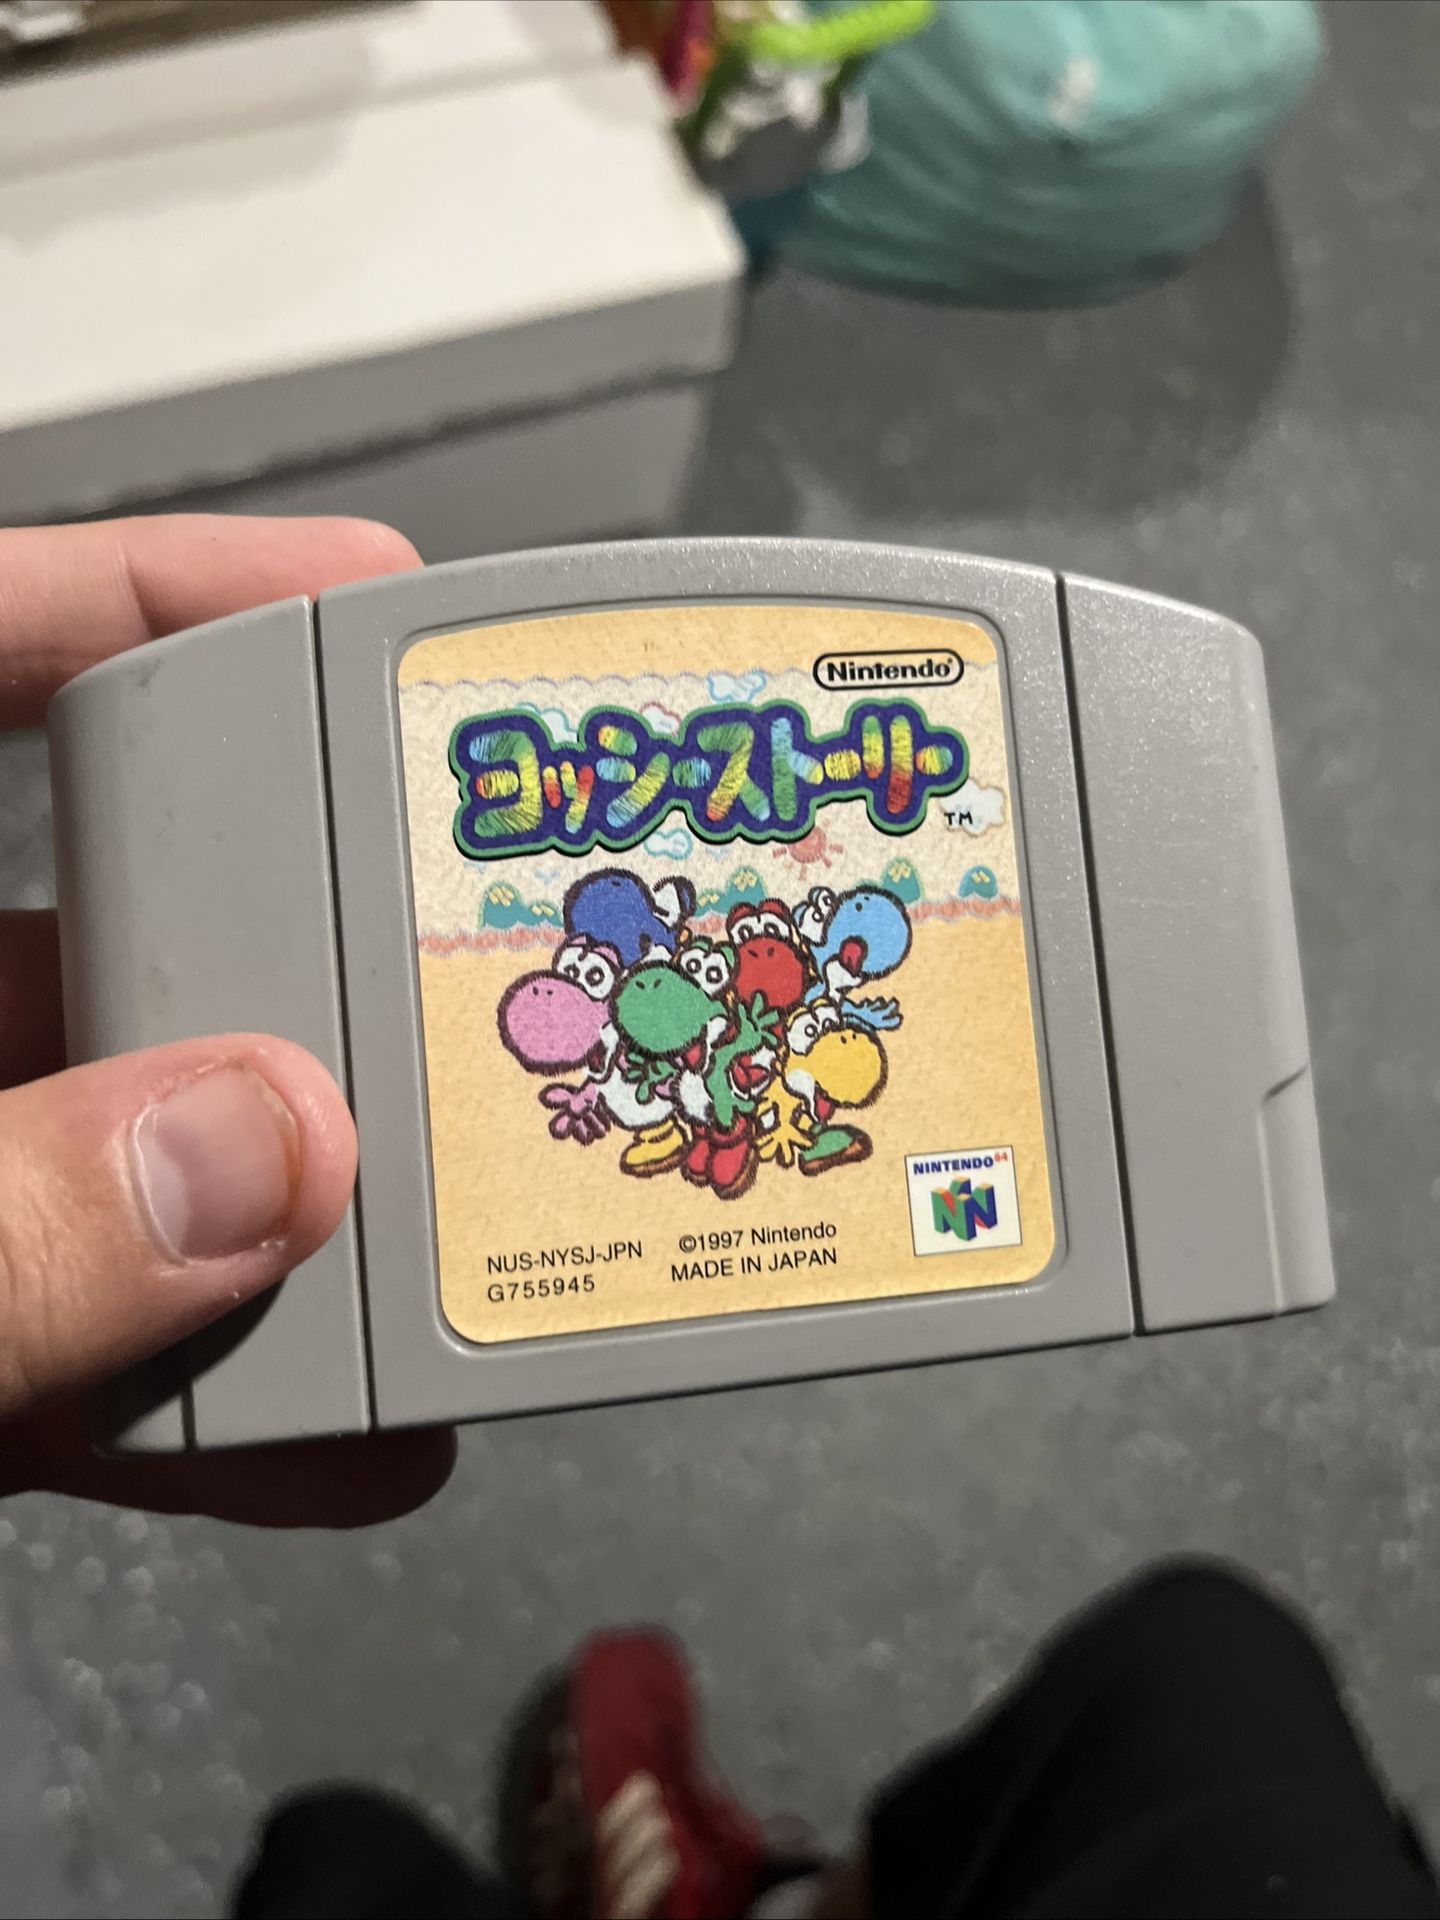 Nintendo®
ヨッシーストーリー
TM
NINTENDO64
NUS-NYSJ-JPN
©1997 Nintendo
G755945
MADE IN JAPAN